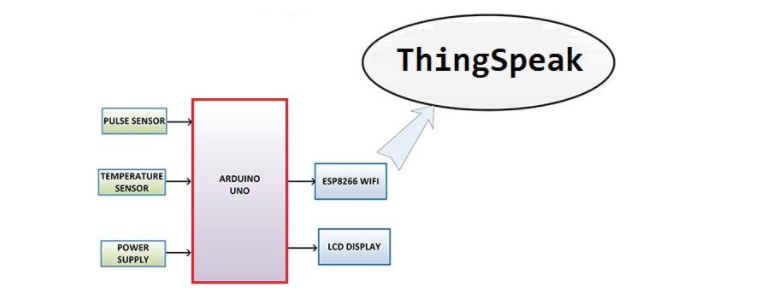 ThingSpeak
PULSE SENSOR
TEMPERATURE
SENSOR
POWER
SUPPLY
ARDUINO
UNO
ESP8266 WIFI
LCD DISPLAY